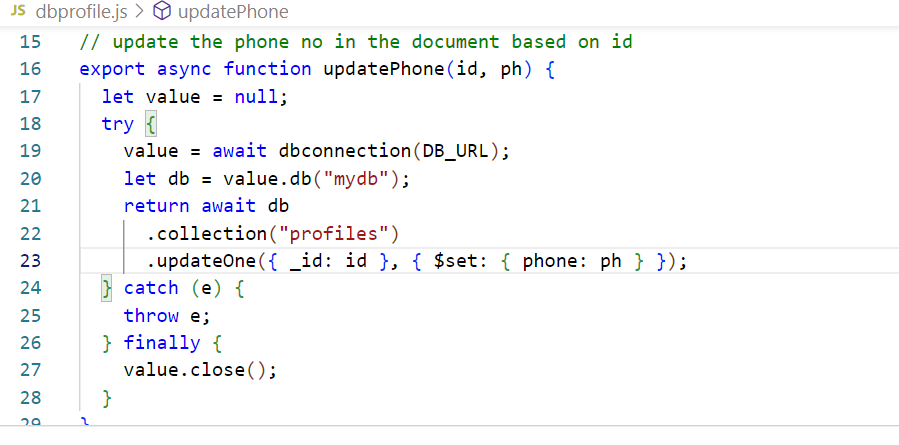 JS dbprofile.js > updatePhone
15 // update the phone no in the document based on id
16 export async function updatePhone(id, ph) {
17   let value = null;
18   try {
19     value = await dbconnection(DB_URL);
20     let db = value.db("mydb");
21     return await db
22       .collection("profiles")
23       .updateOne({ _id: id }, { $set: { phone: ph } });
24   } catch (e) {
25     throw e;
26   } finally {
27     value.close();
28   }
29 }